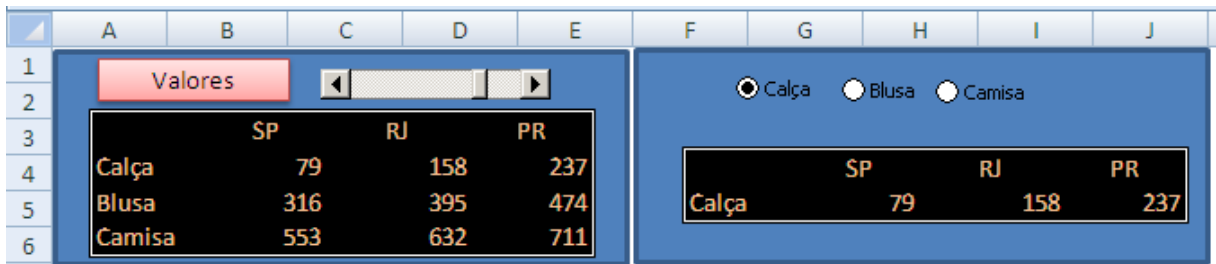 A B C D E F G H I J
1
Valores
Calça Blusa Camisa
2
3 SP RJ PR
4 Calça 79 158 237 SP RJ PR
5 Blusa 316 395 474 Calça 79 158 237
6 Camisa 553 632 711